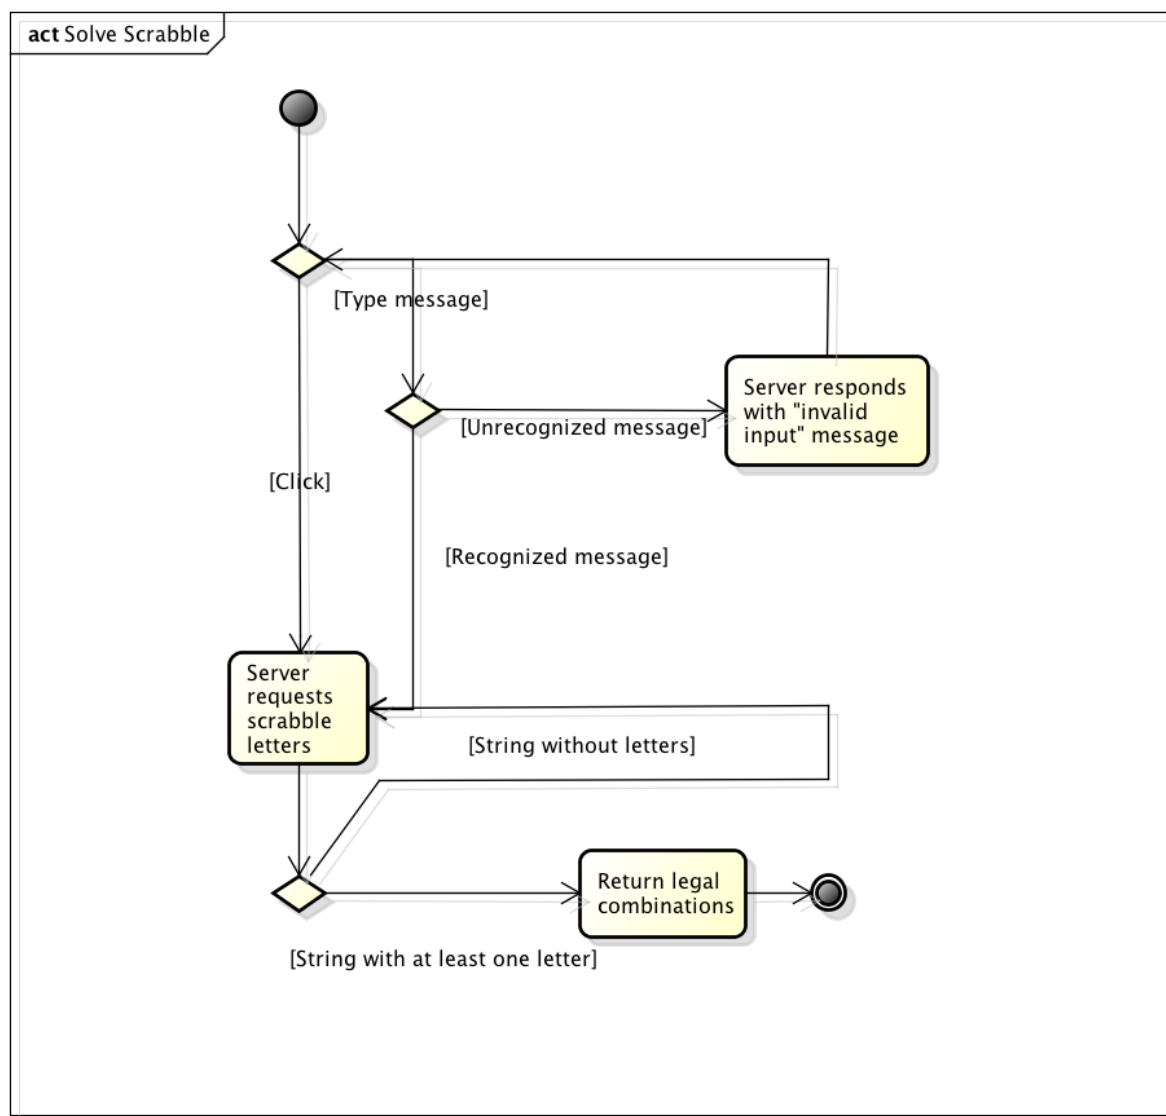 act Solve Scrabble
[Type message]
Server responds
with "invalid
input" message
[Unrecognized message]
[Click]
[Recognized message]
Server
requests
scrabble
letters
[String without letters]
Return legal
combinations
[String with at least one letter]